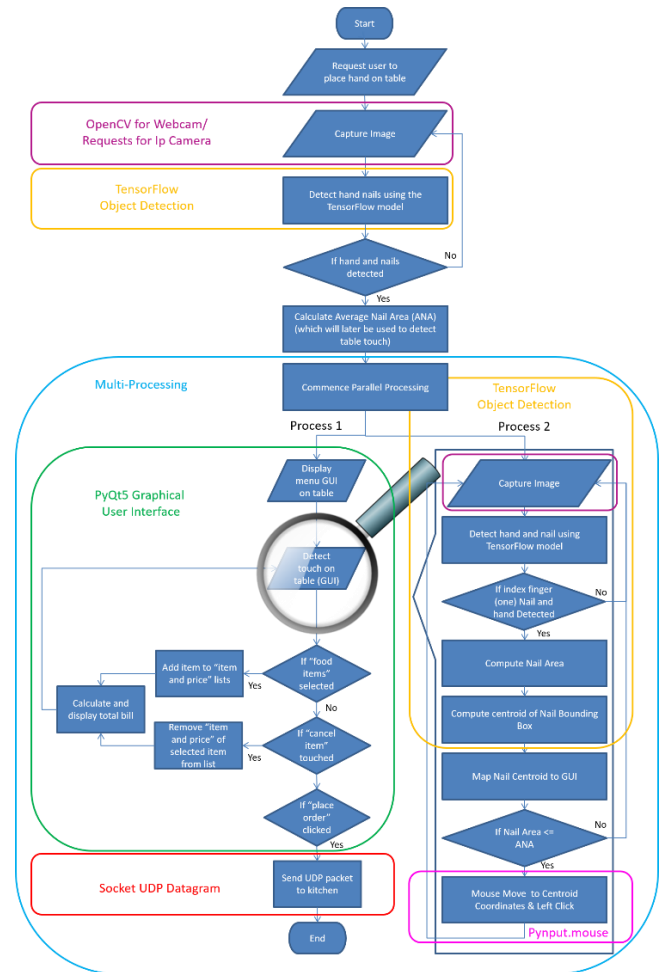 Start
Request user to
place hand on table
OpenCV for Webcam/
Requests for Ip Camera
Capture Image
TensorFlow
Object Detection
Detect hand nails using the
TensorFlow model
If hand and nails
detected
No
Yes
Calculate Average Nail Area (ANA)
(which will later be used to detect
table touch)
Multi-Processing
Commence Parallel Processing
TensorFlow
Object Detection
Process 1
Process 2
PyQt5 Graphical
User Interface
Display
menu GUI
on table
Detect
touch on
table (GUI)
If "food
items"
selected
Yes
No
Add item to "item
and price" lists
Calculate and
display total bill
If "cancel
item"
touched
Yes
Remove "item
and price" of
selected item
from list
If "place
order"
clicked
Yes
Socket UDP Datagram
Send UDP packet
to kitchen
End
Capture Image
Detect hand and nail using
TensorFlow model
If index finger
(one) Nail and
hand Detected
No
Yes
Compute Nail Area
Compute centroid of Nail Bounding
Box
Map Nail Centroid to GUI
If Nail Area <=
ANA
No
Yes
Mouse Move to Centroid
Coordinates & Left Click
Pynput.mouse